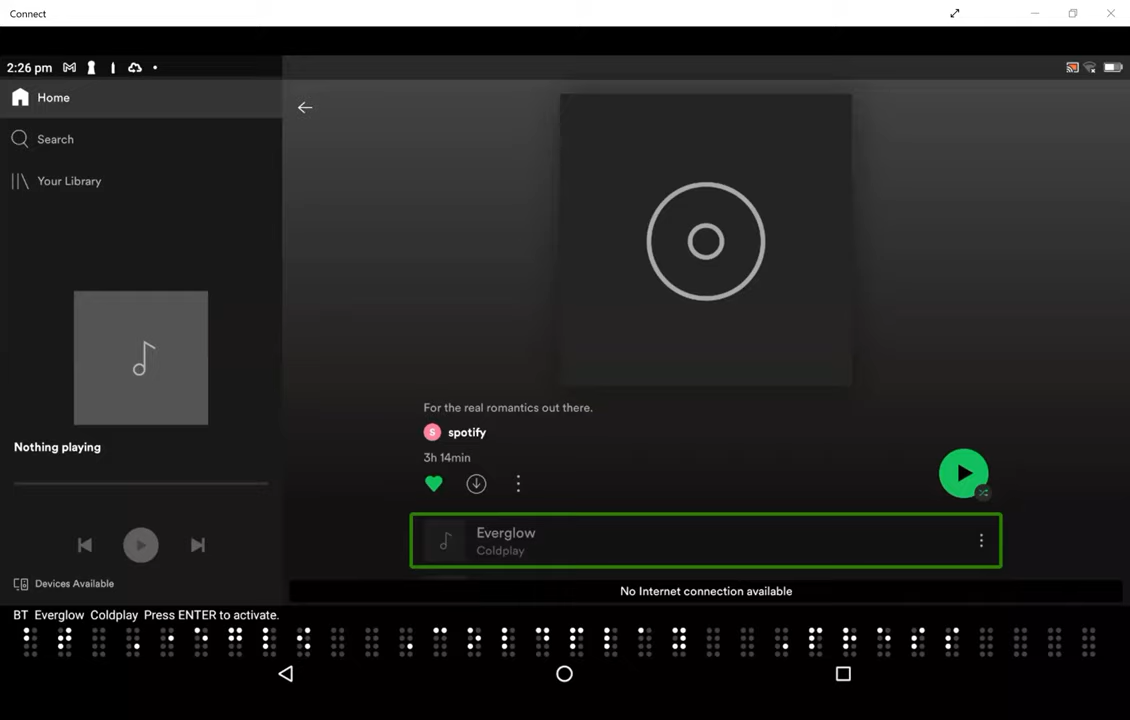 Connect
2:26 pm
Home
Search
Your Library
Nothing playing
Devices Available
For the real romantics out there.
S spotify
3h 14min
Everglow
Coldplay
No Internet connection available
BT Everglow Coldplay Press ENTER to activate.